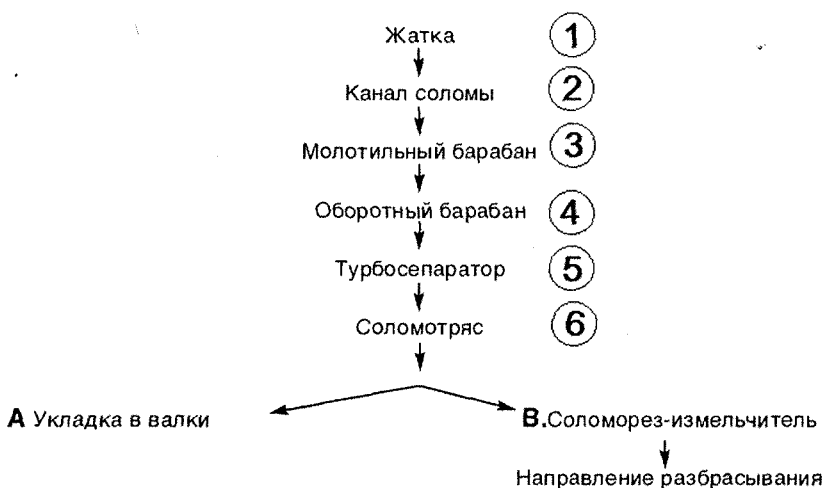 Жатка 1
Канал соломы 2
Молотильный барабан 3
Оборотный барабан 4
Турбосепаратор 5
Соломотряс 6
А Укладка в валки
В.Соломорез-измельчитель
Направление разбрасывания